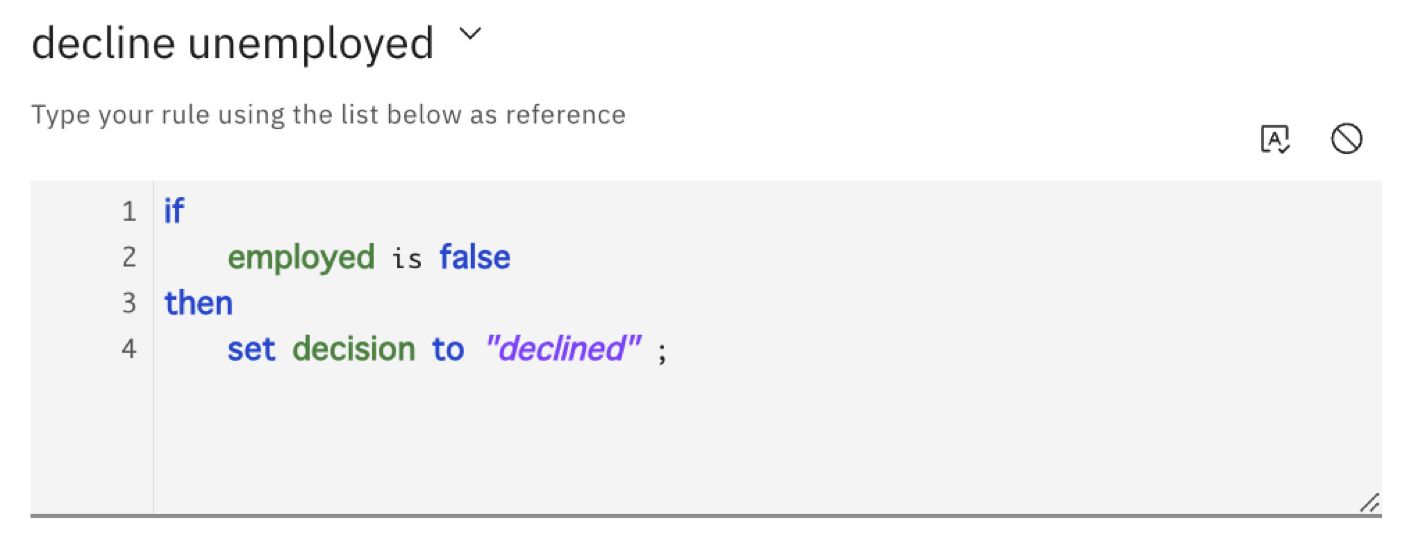 decline unemployed
Type your rule using the list below as reference
1 if
2 employed is false
3 then
4 set decision to "declined" ;